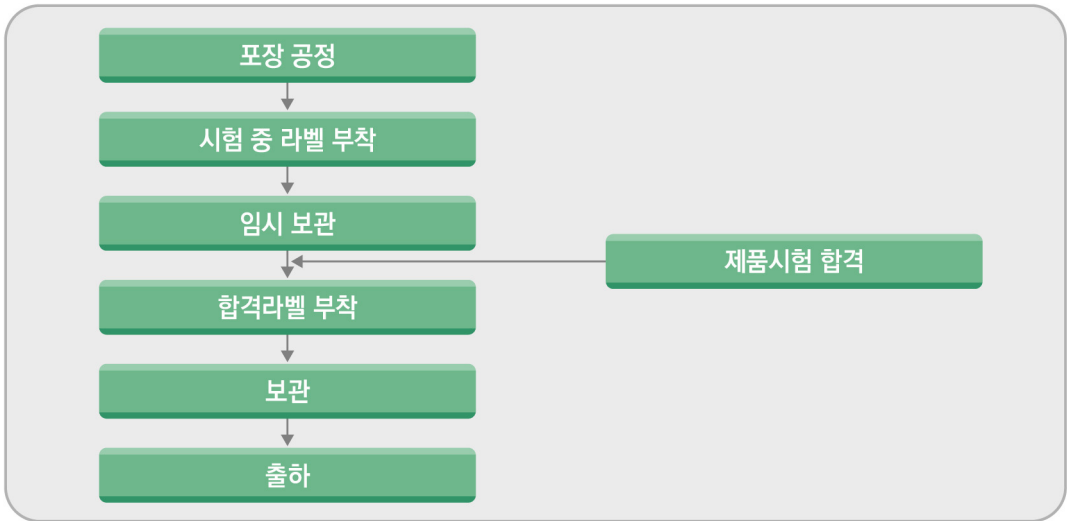 포장 공정
시험 중 라벨 부착
임시 보관
제품시험 합격
합격라벨 부착
보관
출하